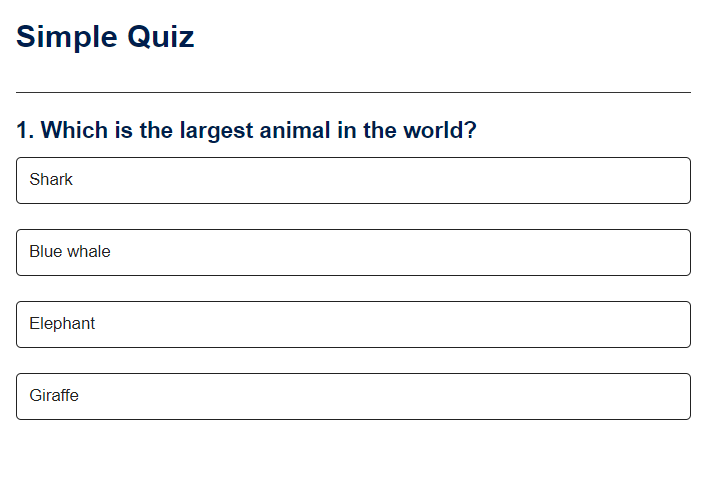 Simple Quiz
1. Which is the largest animal in the world?
Shark
Blue whale
Elephant
Giraffe